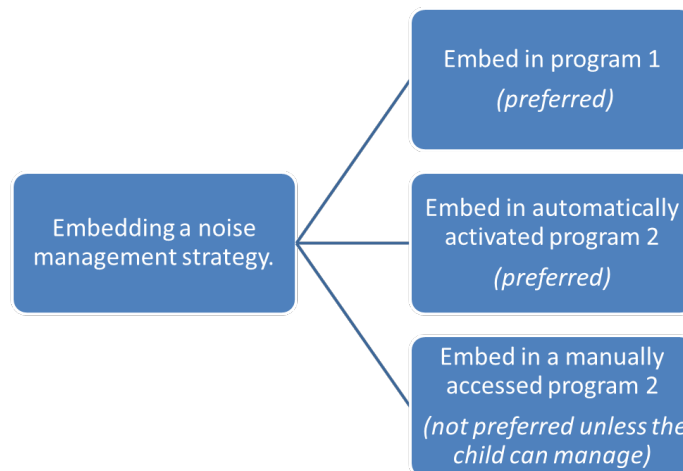 Embed in program 1
(preferred)
Embedding a noise
management strategy.
Embed in automatically
activated program 2
(preferred)
Embed in a manually
accessed program 2
(not preferred unless the
child can manage)